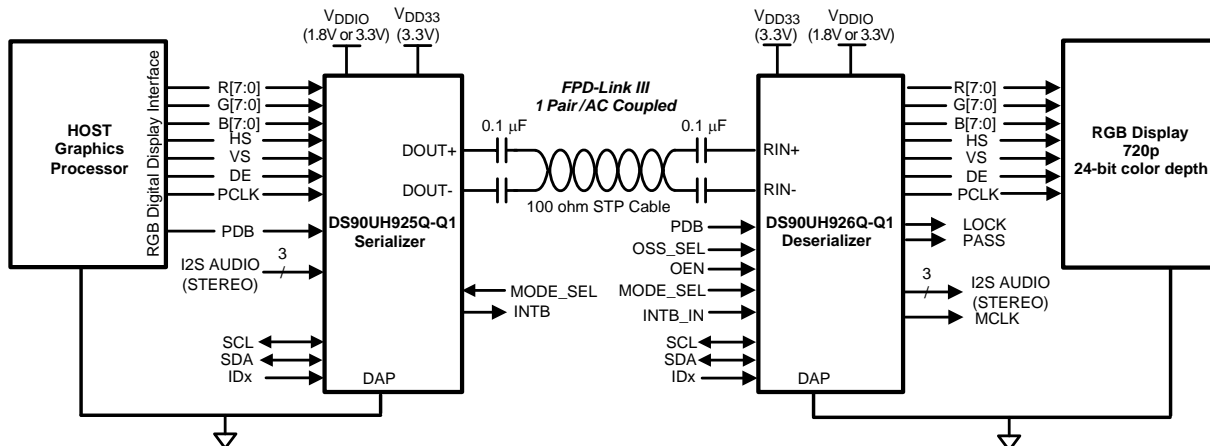 HOST
Graphics
Processor
RGB Digital Display Interface
R[7:0]
G[7:0]
B[7:0]
HS
VS
DE
PCLK
PDB
I2S AUDIO
(STEREO)
3
SCL
SDA
IDx
VDDIO
(1.8V or 3.3V)
VDD33
(3.3V)
DOUT+
DOUT-
DS90UH925Q-Q1
Serializer
MODE_SEL
INTB
DAP
FPD-Link III
1 Pair /AC Coupled
0.1 μF
0.1 μF
100 ohm STP Cable
VDD33
(3.3V)
VDDIO
(1.8V or 3.3V)
RIN+
RIN-
PDB
OSS_SEL
OEN
MODE_SEL
INTB_IN
SCL
SDA
IDx
DS90UH926Q-Q1
Deserializer
DAP
R[7:0]
G[7:0]
B[7:0]
HS
VS
DE
PCLK
LOCK
PASS
3
I2S AUDIO
(STEREO)
MCLK
RGB Display
720p
24-bit color depth